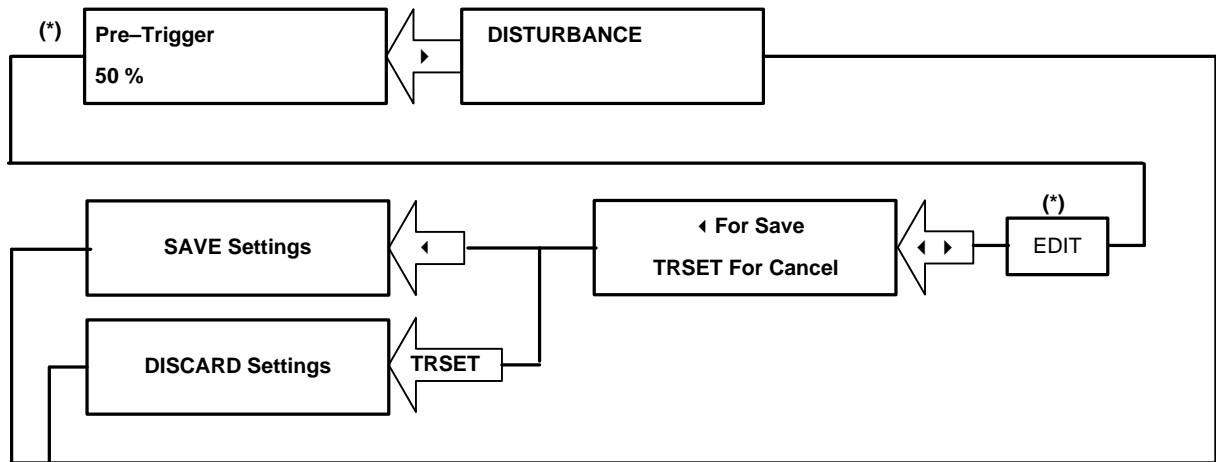 (*)
Pre–Trigger
50 %
DISTURBANCE
SAVE Settings
◂ For Save
TRSET For Cancel
(*)
EDIT
DISCARD Settings
TRSET